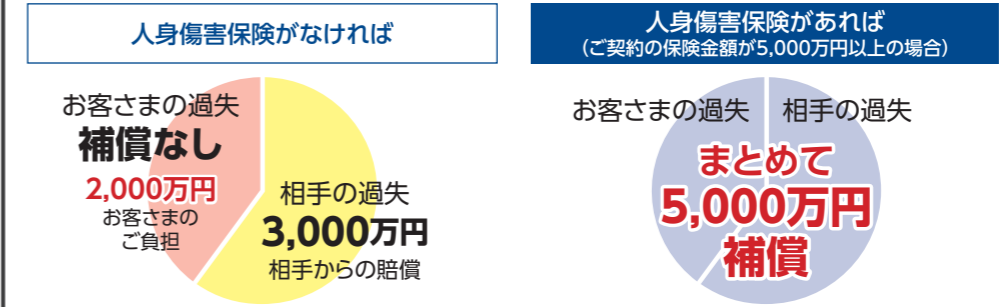 人身傷害保険がなければ
お客さまの過失
補償なし
2,000万円
お客さまの
ご負担
相手の過失
3,000万円
相手からの賠償
人身傷害保険があれば
（ご契約の保険金額が5,000万円以上の場合）
お客さまの過失
相手の過失
まとめて
5,000万円
補償